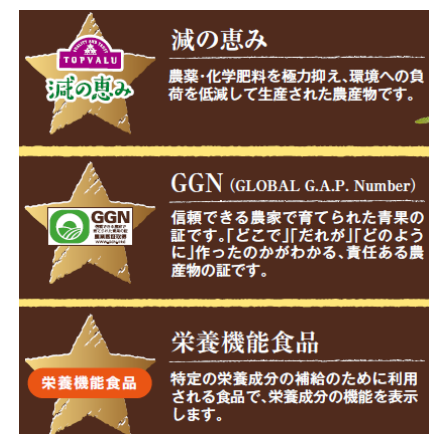 QUALITY AND TRUST
TOPVALU
減の恵み
減の恵み
農薬・化学肥料を極力抑え、環境への負
荷を低減して生産された農産物です。
GGN
www.ggn.org
GGN（GLOBAL G.A.P. Number）
信頼できる農家で育てられた青果の
証です。「どこで」「だれが」「どのよう
に」作ったのかがわかる、責任ある農
産物の証です。
栄養機能食品
栄養機能食品
特定の栄養成分の補給のために利用
される食品で、栄養成分の機能を表示
します。